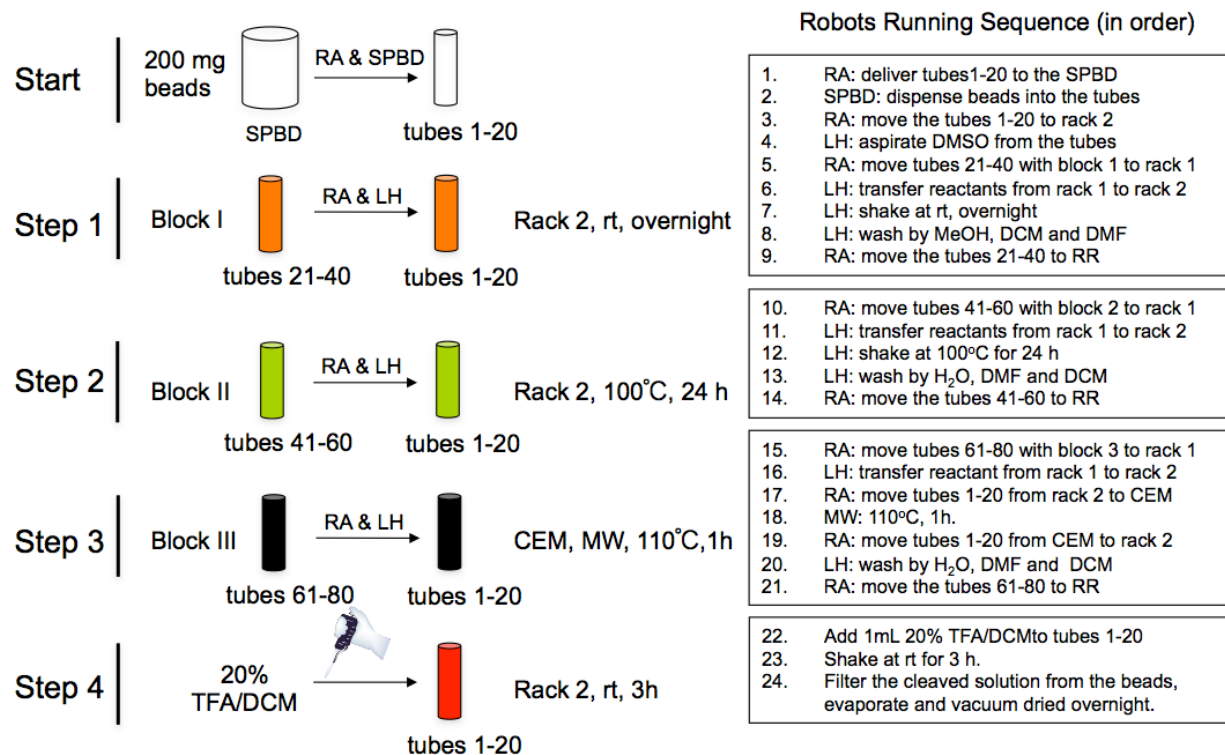 Start
200 mg
beads
SPBD
RA & SPBD
tubes 1-20
Step 1
Block I
RA & LH
Rack 2, rt, overnight
tubes 21-40
tubes 1-20
Step 2
Block II
RA & LH
Rack 2, 100°C, 24 h
tubes 41-60
tubes 1-20
Step 3
Block III
RA & LH
CEM, MW, 110°C,1h
tubes 61-80
tubes 1-20
Step 4
20%
TFA/DCM
Rack 2, rt, 3h
tubes 1-20
Robots Running Sequence (in order)
1. RA: deliver tubes1-20 to the SPBD
2. SPBD: dispense beads into the tubes
3. RA: move the tubes 1-20 to rack 2
4. LH: aspirate DMSO from the tubes
5. RA: move tubes 21-40 with block 1 to rack 1
6. LH: transfer reactants from rack 1 to rack 2
7. LH: shake at rt, overnight
8. LH: wash by MeOH, DCM and DMF
9. RA: move the tubes 21-40 to RR
10. RA: move tubes 41-60 with block 2 to rack 1
11. LH: transfer reactants from rack 1 to rack 2
12. LH: shake at 100°C for 24 h
13. LH: wash by H₂O, DMF and DCM
14. RA: move the tubes 41-60 to RR
15. RA: move tubes 61-80 with block 3 to rack 1
16. LH: transfer reactant from rack 1 to rack 2
17. RA: move tubes 1-20 from rack 2 to CEM
18. MW: 110°C, 1h.
19. RA: move tubes 1-20 from CEM to rack 2
20. LH: wash by H₂O, DMF and DCM
21. RA: move the tubes 61-80 to RR
22. Add 1mL 20% TFA/DCMto tubes 1-20
23. Shake at rt for 3 h.
24. Filter the cleaved solution from the beads,
evaporate and vacuum dried overnight.